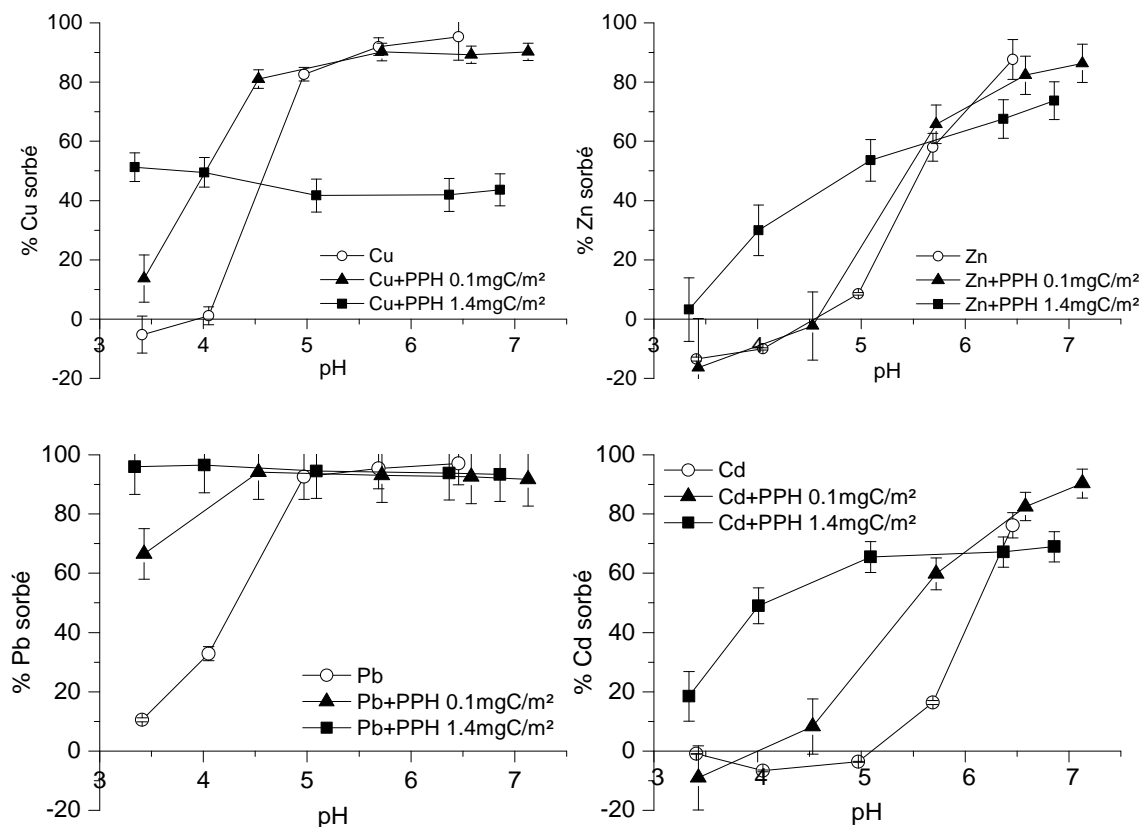 100
80
60
40
20
0
-20
% Cu sorbé
3 4 5 6 7
pH
Cu
Cu+PPH 0.1mgC/m²
Cu+PPH 1.4mgC/m²
100
80
60
40
20
0
-20
% Zn sorbé
3 4 5 6 7
pH
Zn
Zn+PPH 0.1mgC/m²
Zn+PPH 1.4mgC/m²
100
80
60
40
20
0
-20
% Pb sorbé
3 4 5 6 7
pH
Pb
Pb+PPH 0.1mgC/m²
Pb+PPH 1.4mgC/m²
100
80
60
40
20
0
-20
% Cd sorbé
3 4 5 6 7
pH
Cd
Cd+PPH 0.1mgC/m²
Cd+PPH 1.4mgC/m²